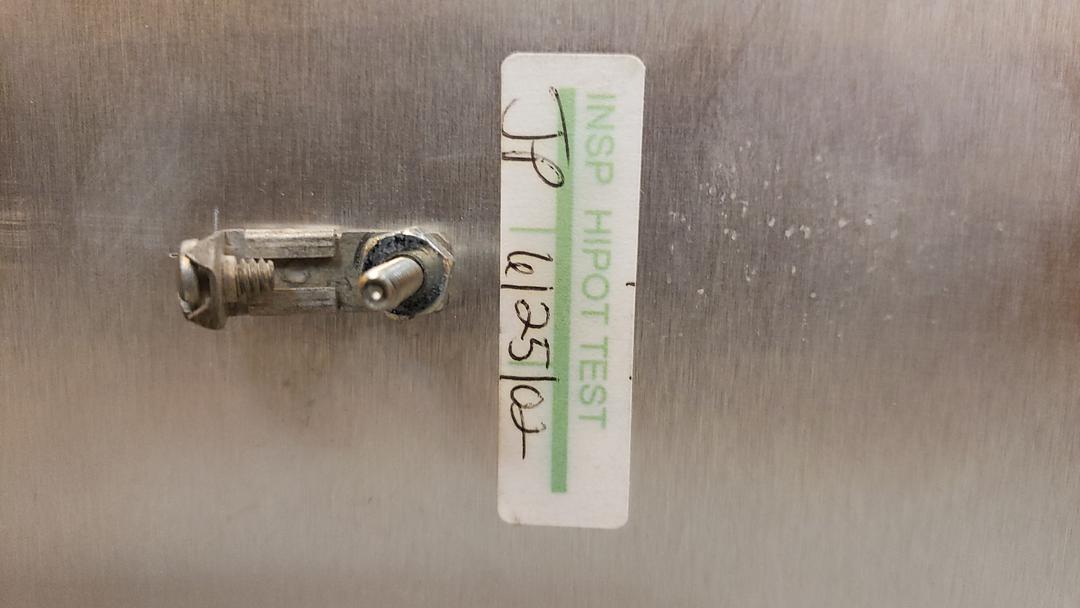 INSP HIPOT TEST
JP 6/25/02